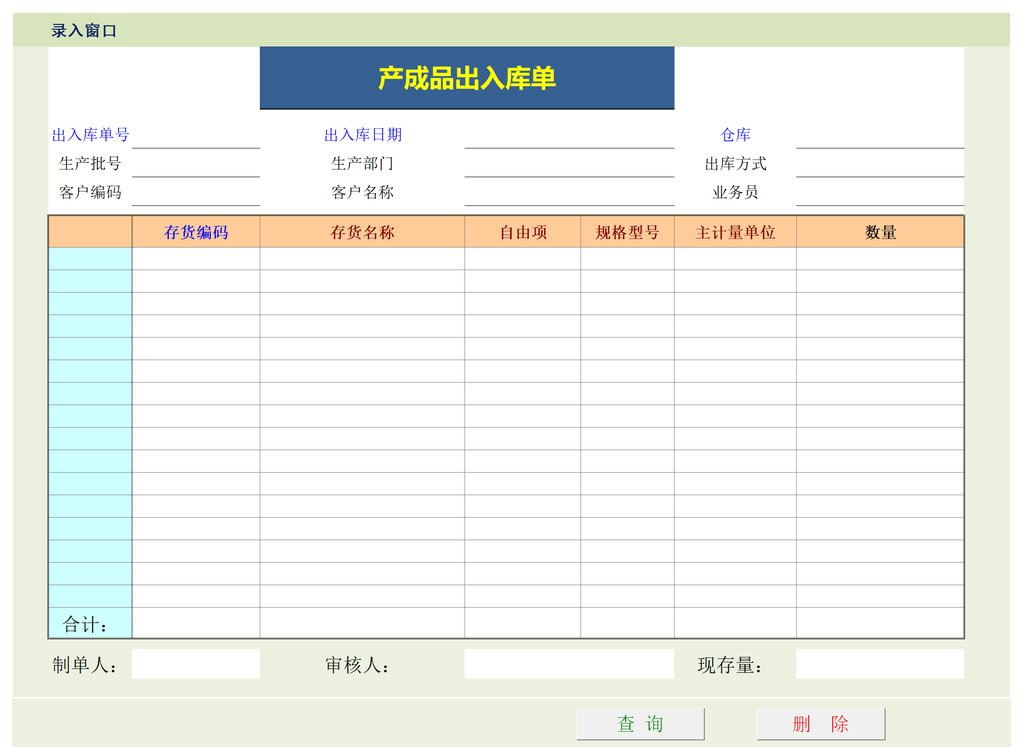 录入窗口
产成品出入库单
出入库单号 出入库日期 仓库
生产批号 生产部门 出库方式
客户编码 客户名称 业务员
存货编码 存货名称 自由项 规格型号 主计量单位 数量
合计：
制单人： 审核人： 现存量：
查 询 删 除